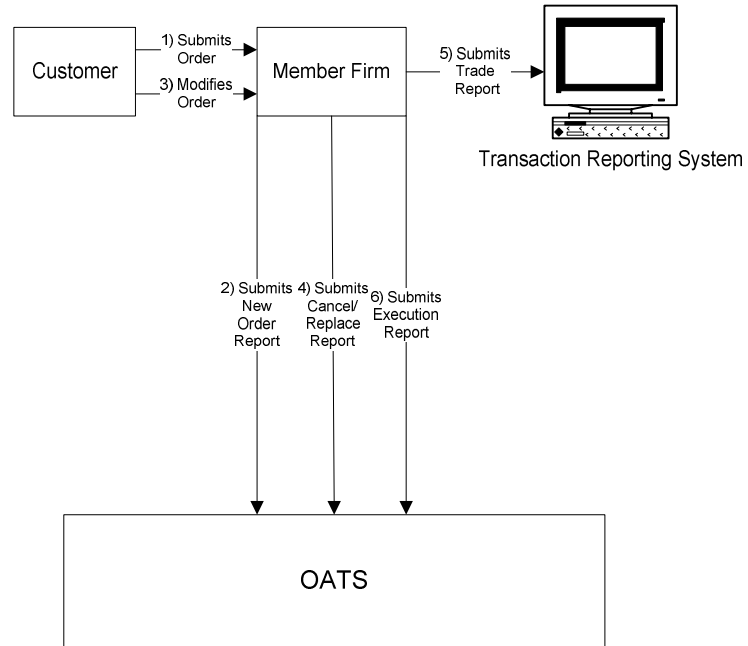 Customer
1) Submits
Order
3) Modifies
Order
Member Firm
5) Submits
Trade
Report
Transaction Reporting System
2) Submits
New
Order
Report
4) Submits
Cancel/
Replace
Report
6) Submits
Execution
Report
OATS